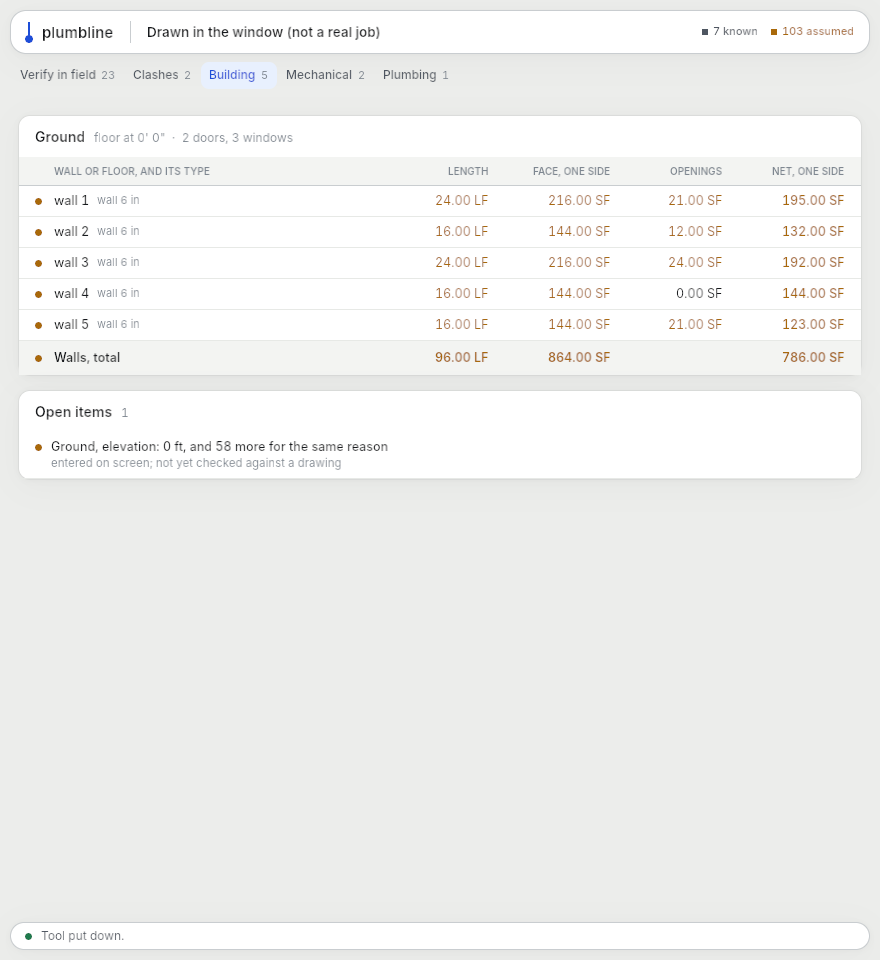 plumbline Drawn in the window (not a real job) 7 known 103 assumed
Verify in field 23 Clashes 2 Building 5 Mechanical 2 Plumbing 1
Ground floor at 0' 0" · 2 doors, 3 windows
WALL OR FLOOR, AND ITS TYPE LENGTH FACE, ONE SIDE OPENINGS NET, ONE SIDE
wall 1 wall 6 in 24.00 LF 216.00 SF 21.00 SF 195.00 SF
wall 2 wall 6 in 16.00 LF 144.00 SF 12.00 SF 132.00 SF
wall 3 wall 6 in 24.00 LF 216.00 SF 24.00 SF 192.00 SF
wall 4 wall 6 in 16.00 LF 144.00 SF 0.00 SF 144.00 SF
wall 5 wall 6 in 16.00 LF 144.00 SF 21.00 SF 123.00 SF
Walls, total 96.00 LF 864.00 SF 786.00 SF
Open items 1
Ground, elevation: 0 ft, and 58 more for the same reason
entered on screen; not yet checked against a drawing
Tool put down.